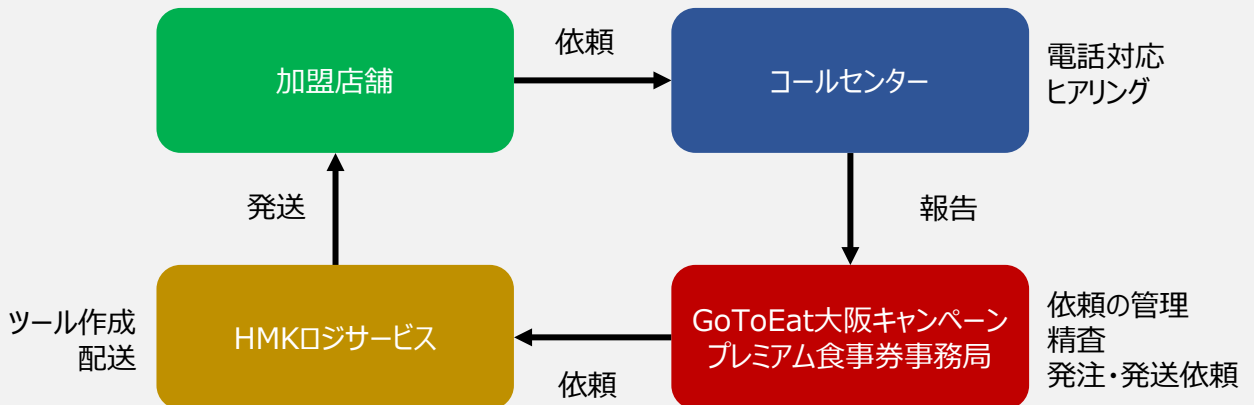 加盟店舗
依頼
コールセンター
電話対応
ヒアリング
発送
報告
ツール作成
配送
HMKロジサービス
依頼
GoToEat大阪キャンペーン
プレミアム食事券事務局
依頼の管理
精査
発注・発送依頼